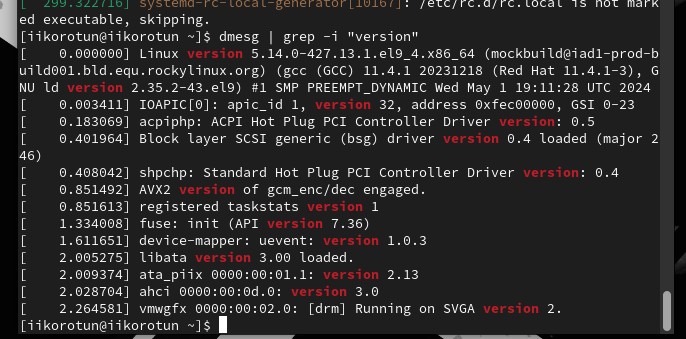 [  299.322716] systemd-rc-local-generator[10167]: /etc/rc.d/rc.local is not mark
ed executable, skipping.
[iikorotun@iikorotun ~]$ dmesg | grep -i "version"
[    0.000000] Linux version 5.14.0-427.13.1.el9_4.x86_64 (mockbuild@iad1-prod-b
uild001.bld.equ.rockylinux.org) (gcc (GCC) 11.4.1 20231218 (Red Hat 11.4.1-3), G
NU ld version 2.35.2-43.el9) #1 SMP PREEMPT_DYNAMIC Wed May 1 19:11:28 UTC 2024
[    0.003411] IOAPIC[0]: apic_id 1, version 32, address 0xfec00000, GSI 0-23
[    0.183069] acpiphp: ACPI Hot Plug PCI Controller Driver version: 0.5
[    0.401964] Block layer SCSI generic (bsg) driver version 0.4 loaded (major 2
46)
[    0.408042] shpchp: Standard Hot Plug PCI Controller Driver version: 0.4
[    0.851492] AVX2 version of gcm_enc/dec engaged.
[    0.851613] registered taskstats version 1
[    1.334008] fuse: init (API version 7.36)
[    1.611651] device-mapper: uevent: version 1.0.3
[    2.005275] libata version 3.00 loaded.
[    2.009374] ata_piix 0000:00:01.1: version 2.13
[    2.028704] ahci 0000:00:0d.0: version 3.0
[    2.264581] vmwgfx 0000:00:02.0: [drm] Running on SVGA version 2.
[iikorotun@iikorotun ~]$